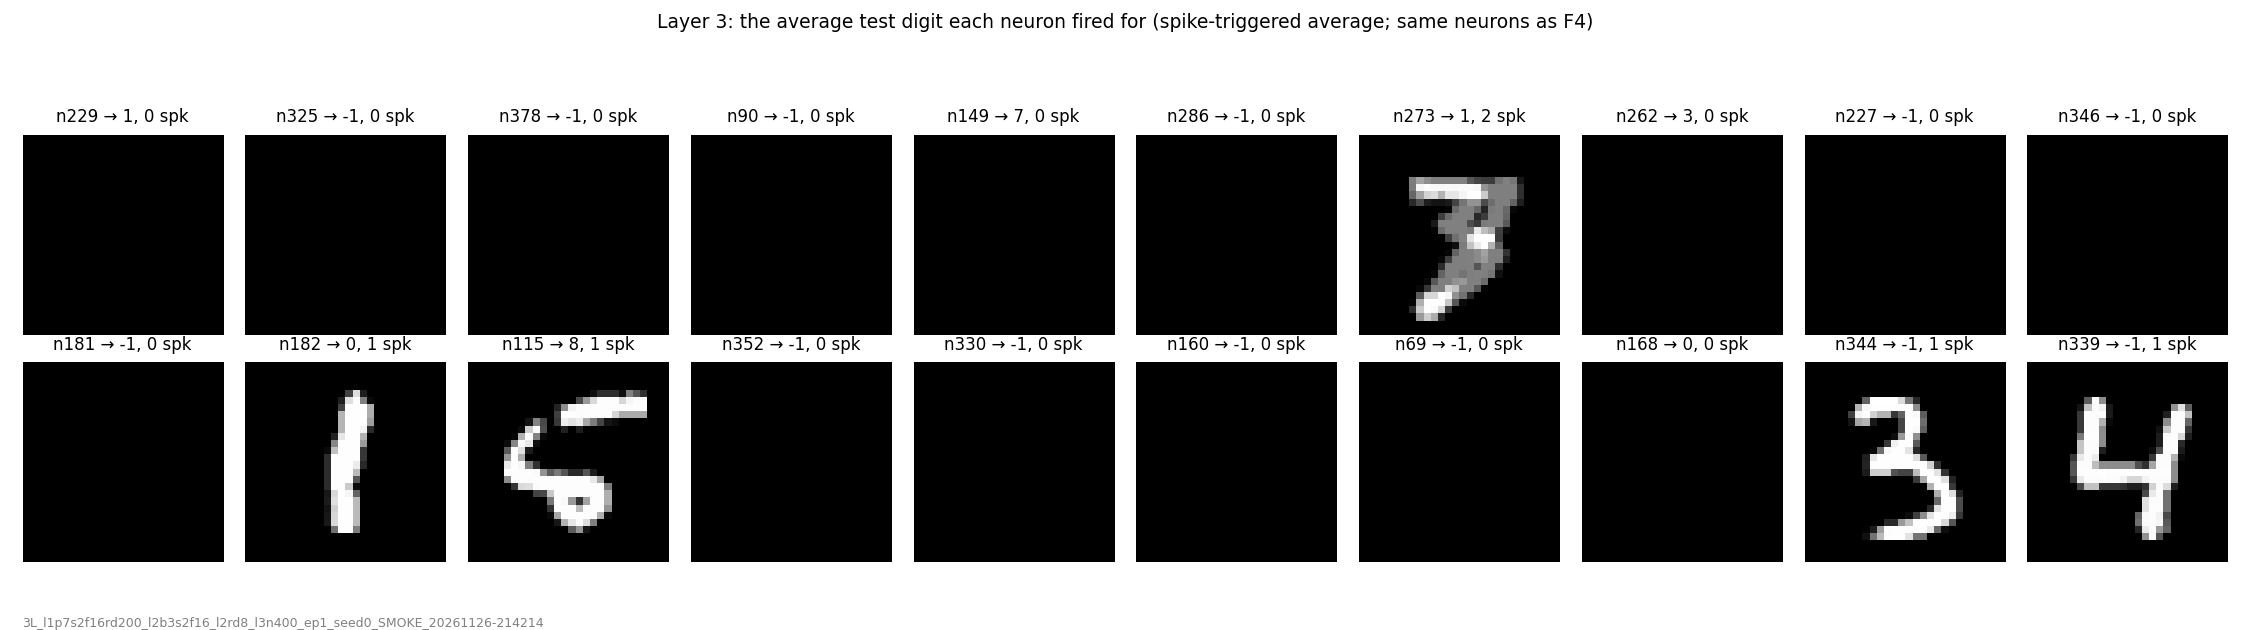 Layer 3: the average test digit each neuron fired for (spike-triggered average; same neurons as F4)
n229 → 1, 0 spk n325 → -1, 0 spk n378 → -1, 0 spk n90 → -1, 0 spk n149 → 7, 0 spk n286 → -1, 0 spk n273 → 1, 2 spk n262 → 3, 0 spk n227 → -1, 0 spk n346 → -1, 0 spk
n181 → -1, 0 spk n182 → 0, 1 spk n115 → 8, 1 spk n352 → -1, 0 spk n330 → -1, 0 spk n160 → -1, 0 spk n69 → -1, 0 spk n168 → 0, 0 spk n344 → -1, 1 spk n339 → -1, 1 spk
1 5 3 4
3L_l1p7s2f16rd200_l2b3s2f16_l2rd8_l3n400_ep1_seed0_SMOKE_20261126-214214